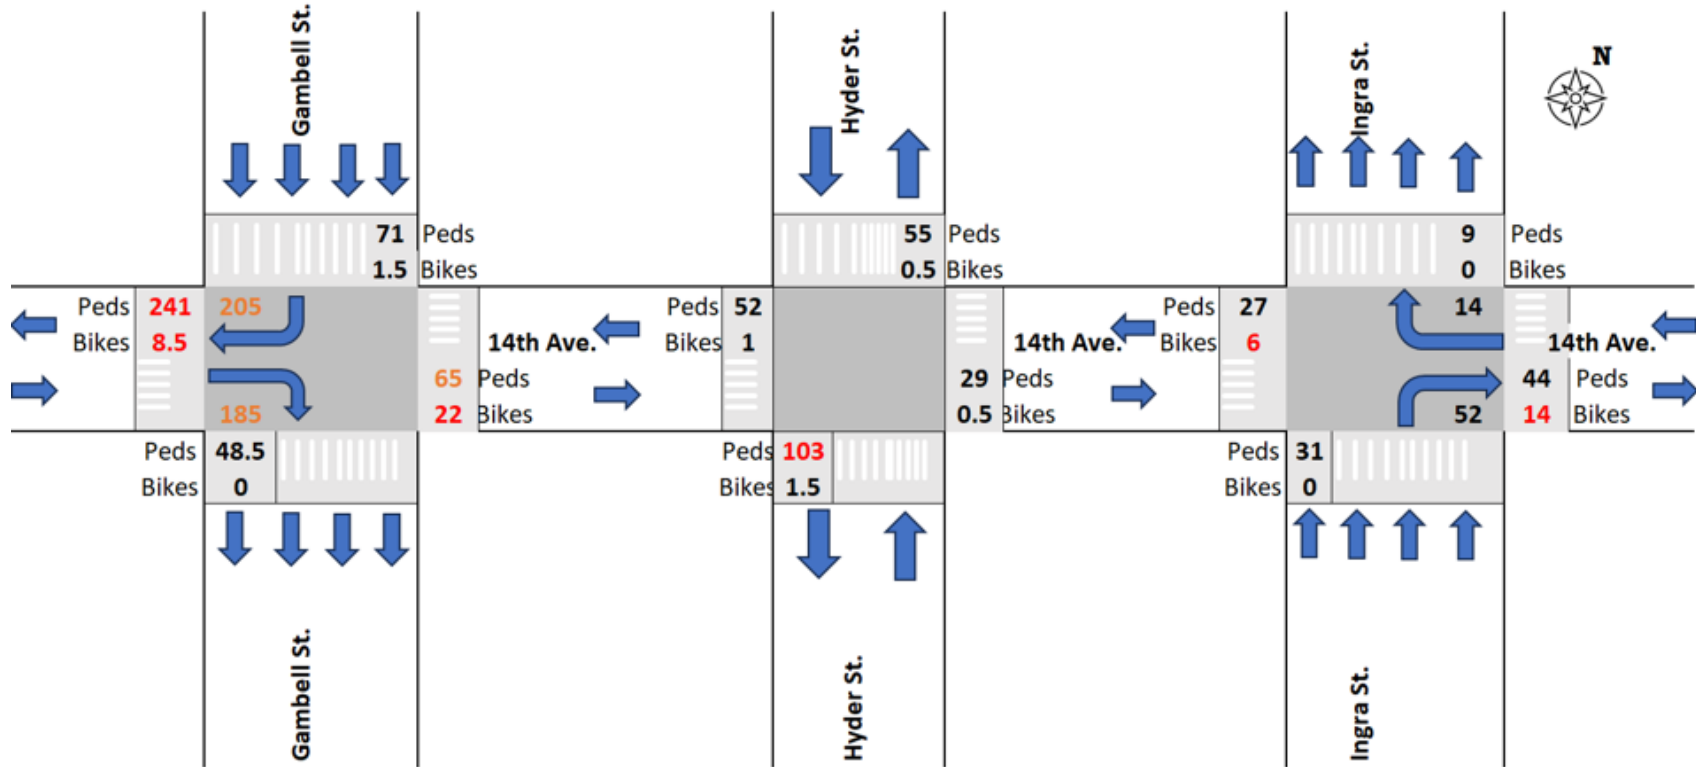 Gambell St.
Hyder St.
Ingra St.
N
71 Peds
1.5 Bikes
55 Peds
0.5 Bikes
9 Peds
0 Bikes
Peds 241 205
Bikes 8.5
14th Ave.
65 Peds
185 22 Bikes
Peds 52
Bikes 1
14th Ave.
29 Peds
0.5 Bikes
Peds 27 14
Bikes 6
14th Ave.
44 Peds
52 14 Bikes
Peds 48.5
Bikes 0
Peds 103
Bikes 1.5
Peds 31
Bikes 0
Gambell St.
Hyder St.
Ingra St.